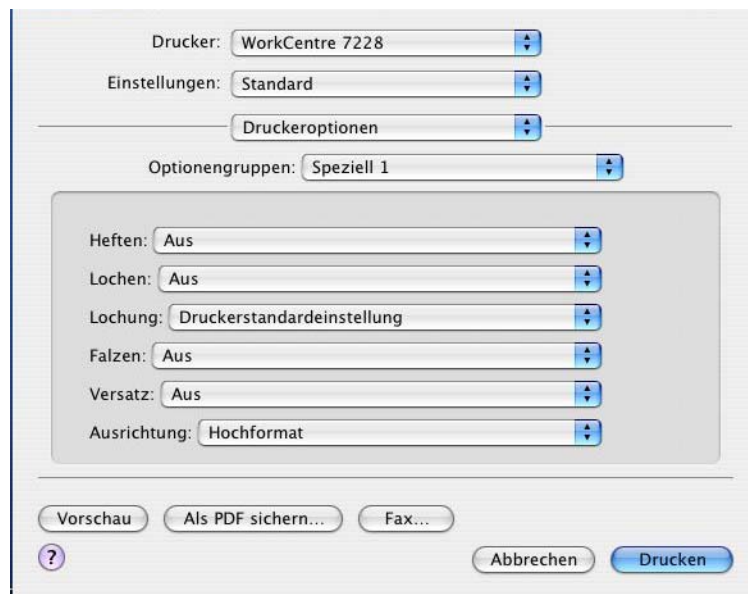 Drucker: WorkCentre 7228
Einstellungen: Standard
Druckeroptionen
Optionengruppen: Speziell 1
Heften: Aus
Lochen: Aus
Lochung: Druckerstandardeinstellung
Falzen: Aus
Versatz: Aus
Ausrichtung: Hochformat
Vorschau Als PDF sichern... Fax...
? Abbrechen Drucken